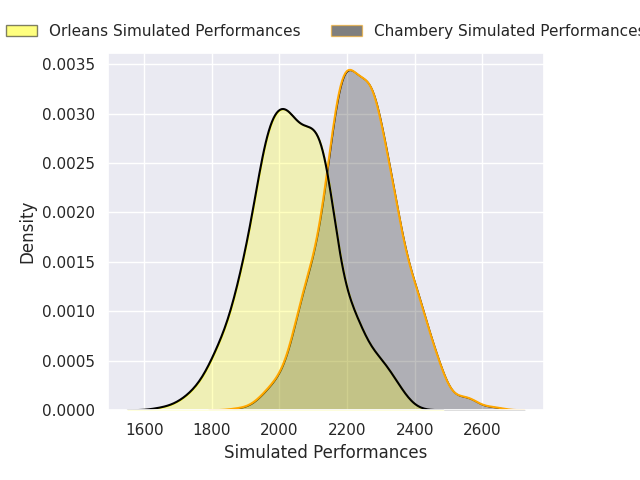 Orleans Simulated Performances
Chambery Simulated Performances
0.0035
0.0030
0.0025
0.0020
0.0015
0.0010
0.0005
0.0000
Density
1600 1800 2000 2200 2400 2600
Simulated Performances